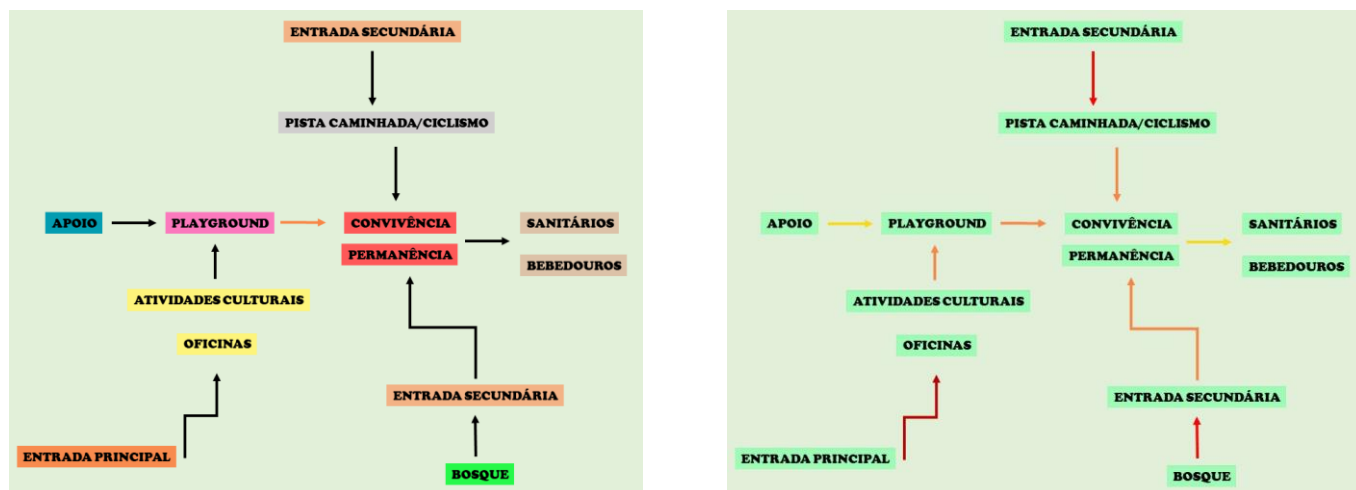 ENTRADA SECUNDÁRIA
PISTA CAMINHADA/CICLISMO
APOIO
PLAYGROUND
CONVIVÊNCIA
PERMANÊNCIA
SANITÁRIOS
BEBEDOUROS
ATIVIDADES CULTURAIS
OFICINAS
ENTRADA SECUNDÁRIA
ENTRADA PRINCIPAL
BOSQUE
ENTRADA SECUNDÁRIA
PISTA CAMINHADA/CICLISMO
APOIO
PLAYGROUND
CONVIVÊNCIA
PERMANÊNCIA
SANITÁRIOS
BEBEDOUROS
ATIVIDADES CULTURAIS
OFICINAS
ENTRADA SECUNDÁRIA
ENTRADA PRINCIPAL
BOSQUE